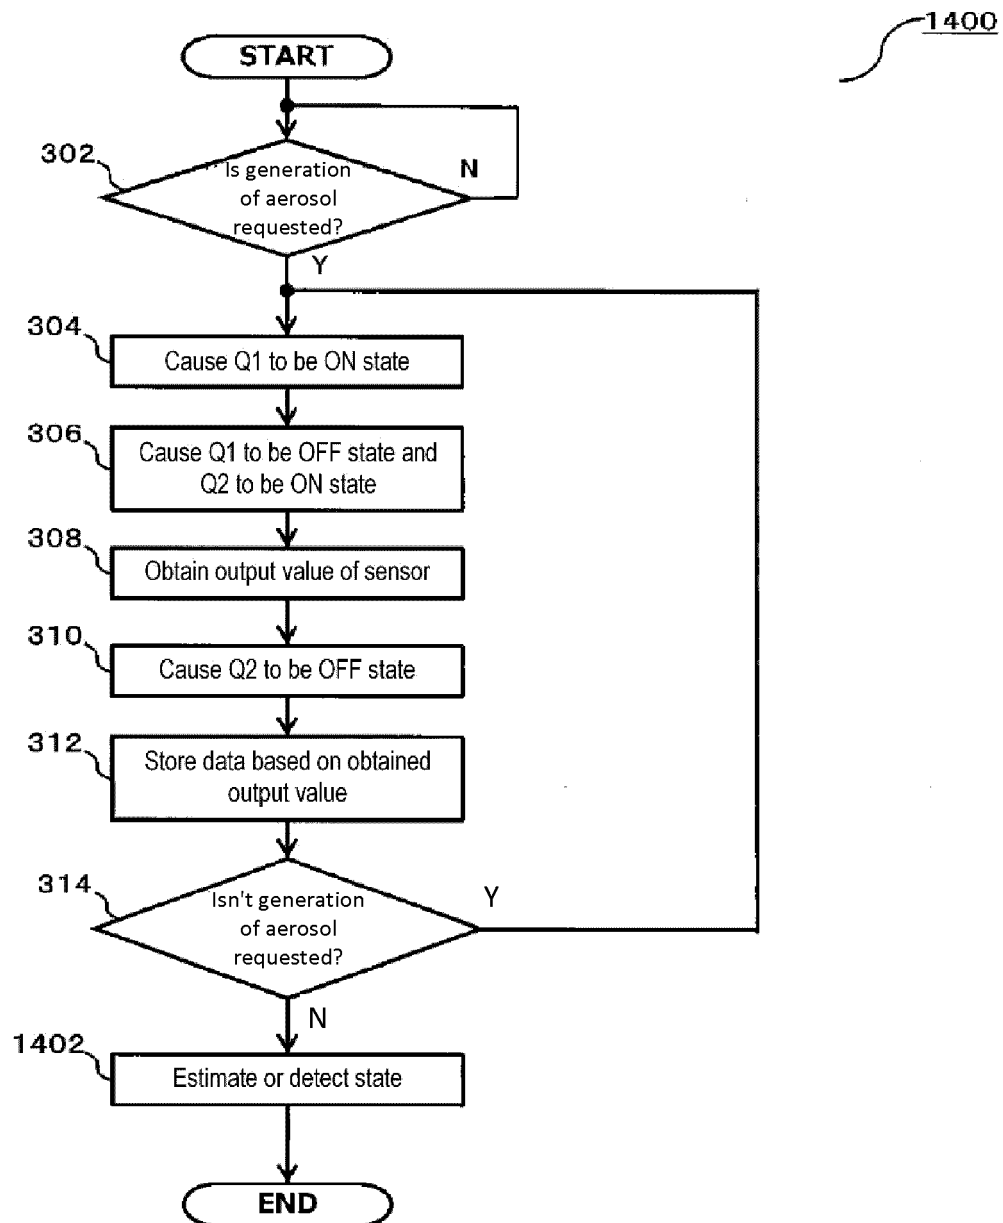 1400
START
302
Is generation
of aerosol
requested?
N
Y
304
Cause Q1 to be ON state
306
Cause Q1 to be OFF state and
Q2 to be ON state
308
Obtain output value of sensor
310
Cause Q2 to be OFF state
312
Store data based on obtained
output value
314
Isn't generation
of aerosol
requested?
Y
N
1402
Estimate or detect state
END